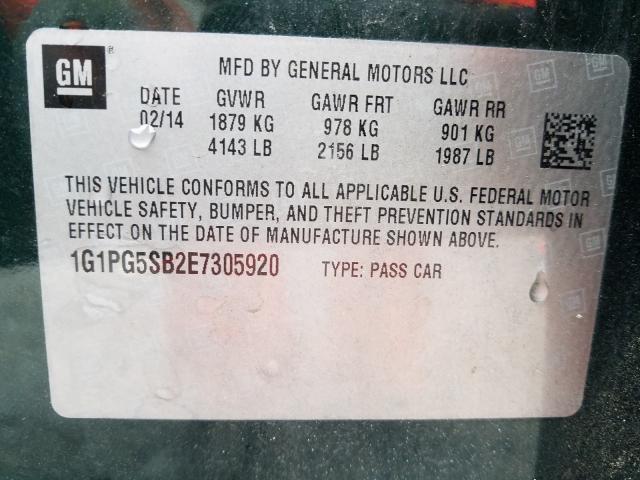 GM ®
MFD BY GENERAL MOTORS LLC
DATE GVWR GAWR FRT GAWR RR
02/14 1879 KG 978 KG 901 KG
4143 LB 2156 LB 1987 LB
THIS VEHICLE CONFORMS TO ALL APPLICABLE U.S. FEDERAL MOTOR
VEHICLE SAFETY, BUMPER, AND THEFT PREVENTION STANDARDS IN
EFFECT ON THE DATE OF MANUFACTURE SHOWN ABOVE.
1G1PG5SB2E7305920 TYPE: PASS CAR